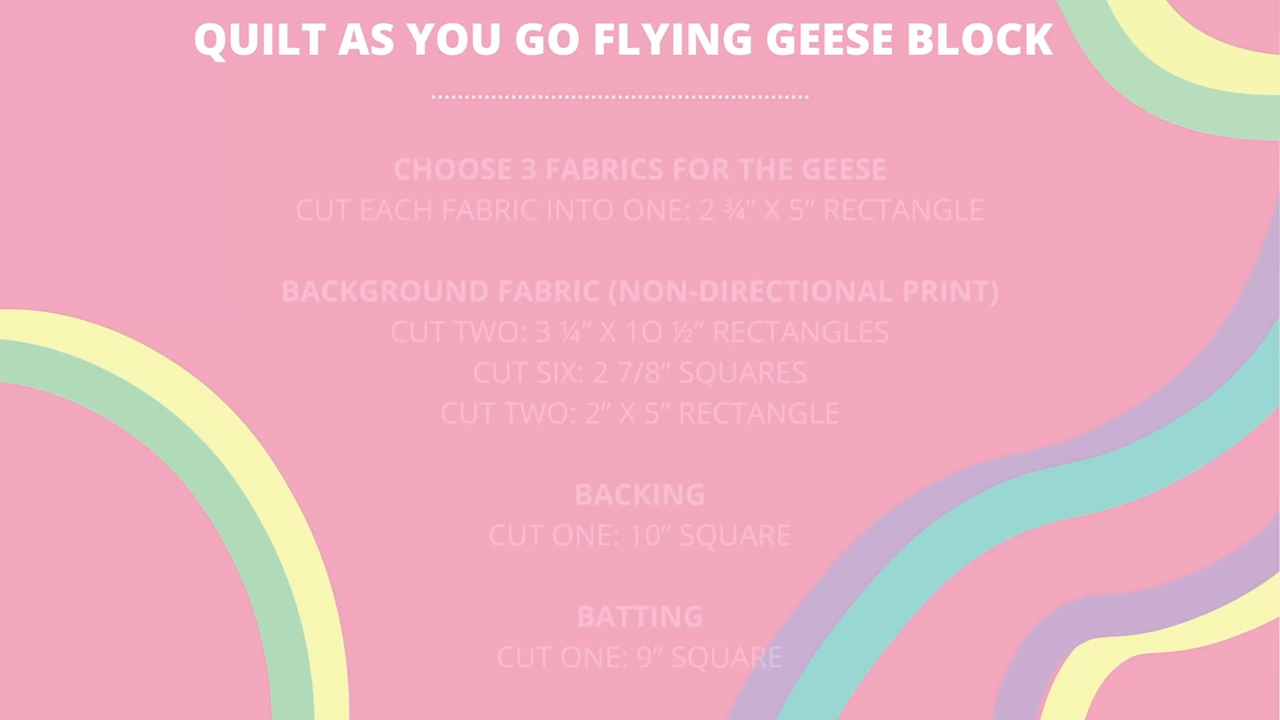 QUILT AS YOU GO FLYING GEESE BLOCK
CHOOSE 3 FABRICS FOR THE GEESE
CUT EACH FABRIC INTO ONE: 2 ¾” X 5” RECTANGLE
BACKGROUND FABRIC (NON-DIRECTIONAL PRINT)
CUT TWO: 3 ¼” X 1O ½” RECTANGLES
CUT SIX: 2 7/8” SQUARES
CUT TWO: 2” X 5” RECTANGLE
BACKING
CUT ONE: 10” SQUARE
BATTING
CUT ONE: 9” SQUARE